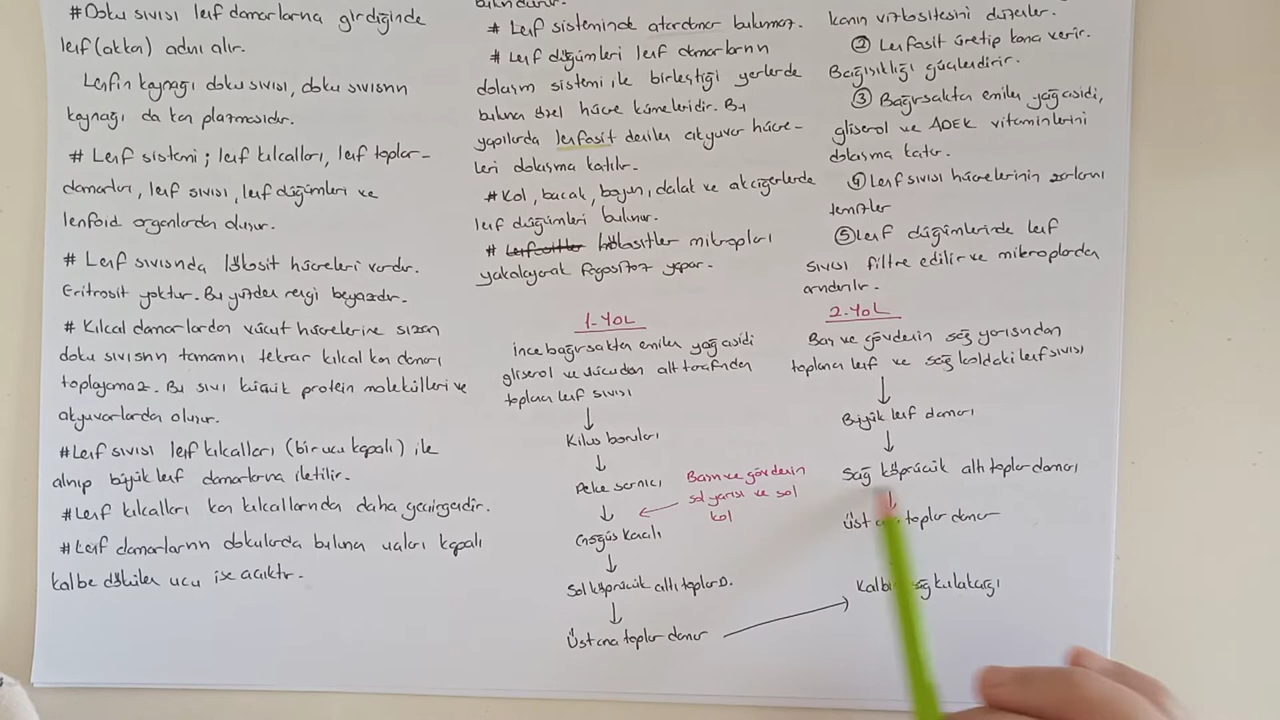 # Doku sıvısı lenf damarlarına girdiğinde
lenf (akkan) adını alır.
Lenfin kaynağı doku sıvısı, doku sıvısının
kaynağı da kan plazmasıdır.
# Lenf sistemi; lenf kılcalları, lenf toplar-
damarları, lenf sıvısı, lenf düğümleri ve
lenfoid organlardan oluşur.
# Lenf sıvısında lökosit hücreleri vardır.
Eritrosit yoktur. Bu yüzden rengi beyazdır.
# Kılcal damarlardan vücut hücrelerine sızan
doku sıvısının tamamını tekrar kılcal kan damarı
toplayamaz. Bu sıvı küçük protein molekülleri ve
akyuvarlardan oluşur.
# Lenf sıvısı lenf kılcalları (bir ucu kapalı) ile
alınıp büyük lenf damarlarına iletilir.
# Lenf kılcalları kan kılcallarında daha geçirgendir.
# Lenf damarlarının dokularda bulunan uçları kapalı
kalbe dökülen ucu ise açıktır.
# Lenf sisteminde atardamar bulunmaz.
# Lenf düğümleri lenf damarlarının
dolaşım sistemi ile birleştiği yerlerde
bulunan özel hücre kümeleridir. Bu
yapılarda lenfosit denilen akyuvar hücre-
leri dolaşıma katılır.
# Kol, bacak, boyun, dalak ve akciğerlerde
lenf düğümleri bulunur.
# Lenfositler lökositler mikropları
yakalayarak fagositoz yapar.
1. YOL
İnce bağırsaktan emilen yağ asidi
gliserol ve vücudun alt tarafından
toplanan lenf sıvısı
↓
Kilus boruları
↓
Peke sarnıcı
↓
Başın ve gövdenin
sol yarısı ve sol
kol
←
Göğüs kanalı
↓
Sol köprücük altı toplar D.
↓
Üst ana toplar damar →
kanın vizkositesini düzenler.
② Lenfosit üretip kana verir.
Bağışıklığı güçlendirir.
③ Bağırsaktan emilen yağ asidi,
gliserol ve ADEK vitaminlerini
dolaşıma katar.
④ Lenf sıvısı hücrelerinin zarlarını
temizler
⑤ Lenf düğümlerinde lenf
sıvısı filtre edilir ve mikroplardan
arındırılır.
2. YOL
Baş ve gövdenin sağ yarısından
toplanan lenf ve sağ koldaki lenf sıvısı
↓
Büyük lenf damarı
↓
Sağ köprücük altı toplar damarı
↓
Üst toplar damar
sağ kulakçığı